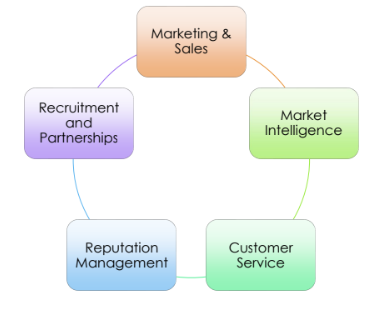 Marketing &
Sales
Market
Intelligence
Customer
Service
Reputation
Management
Recruitment
and
Partnerships